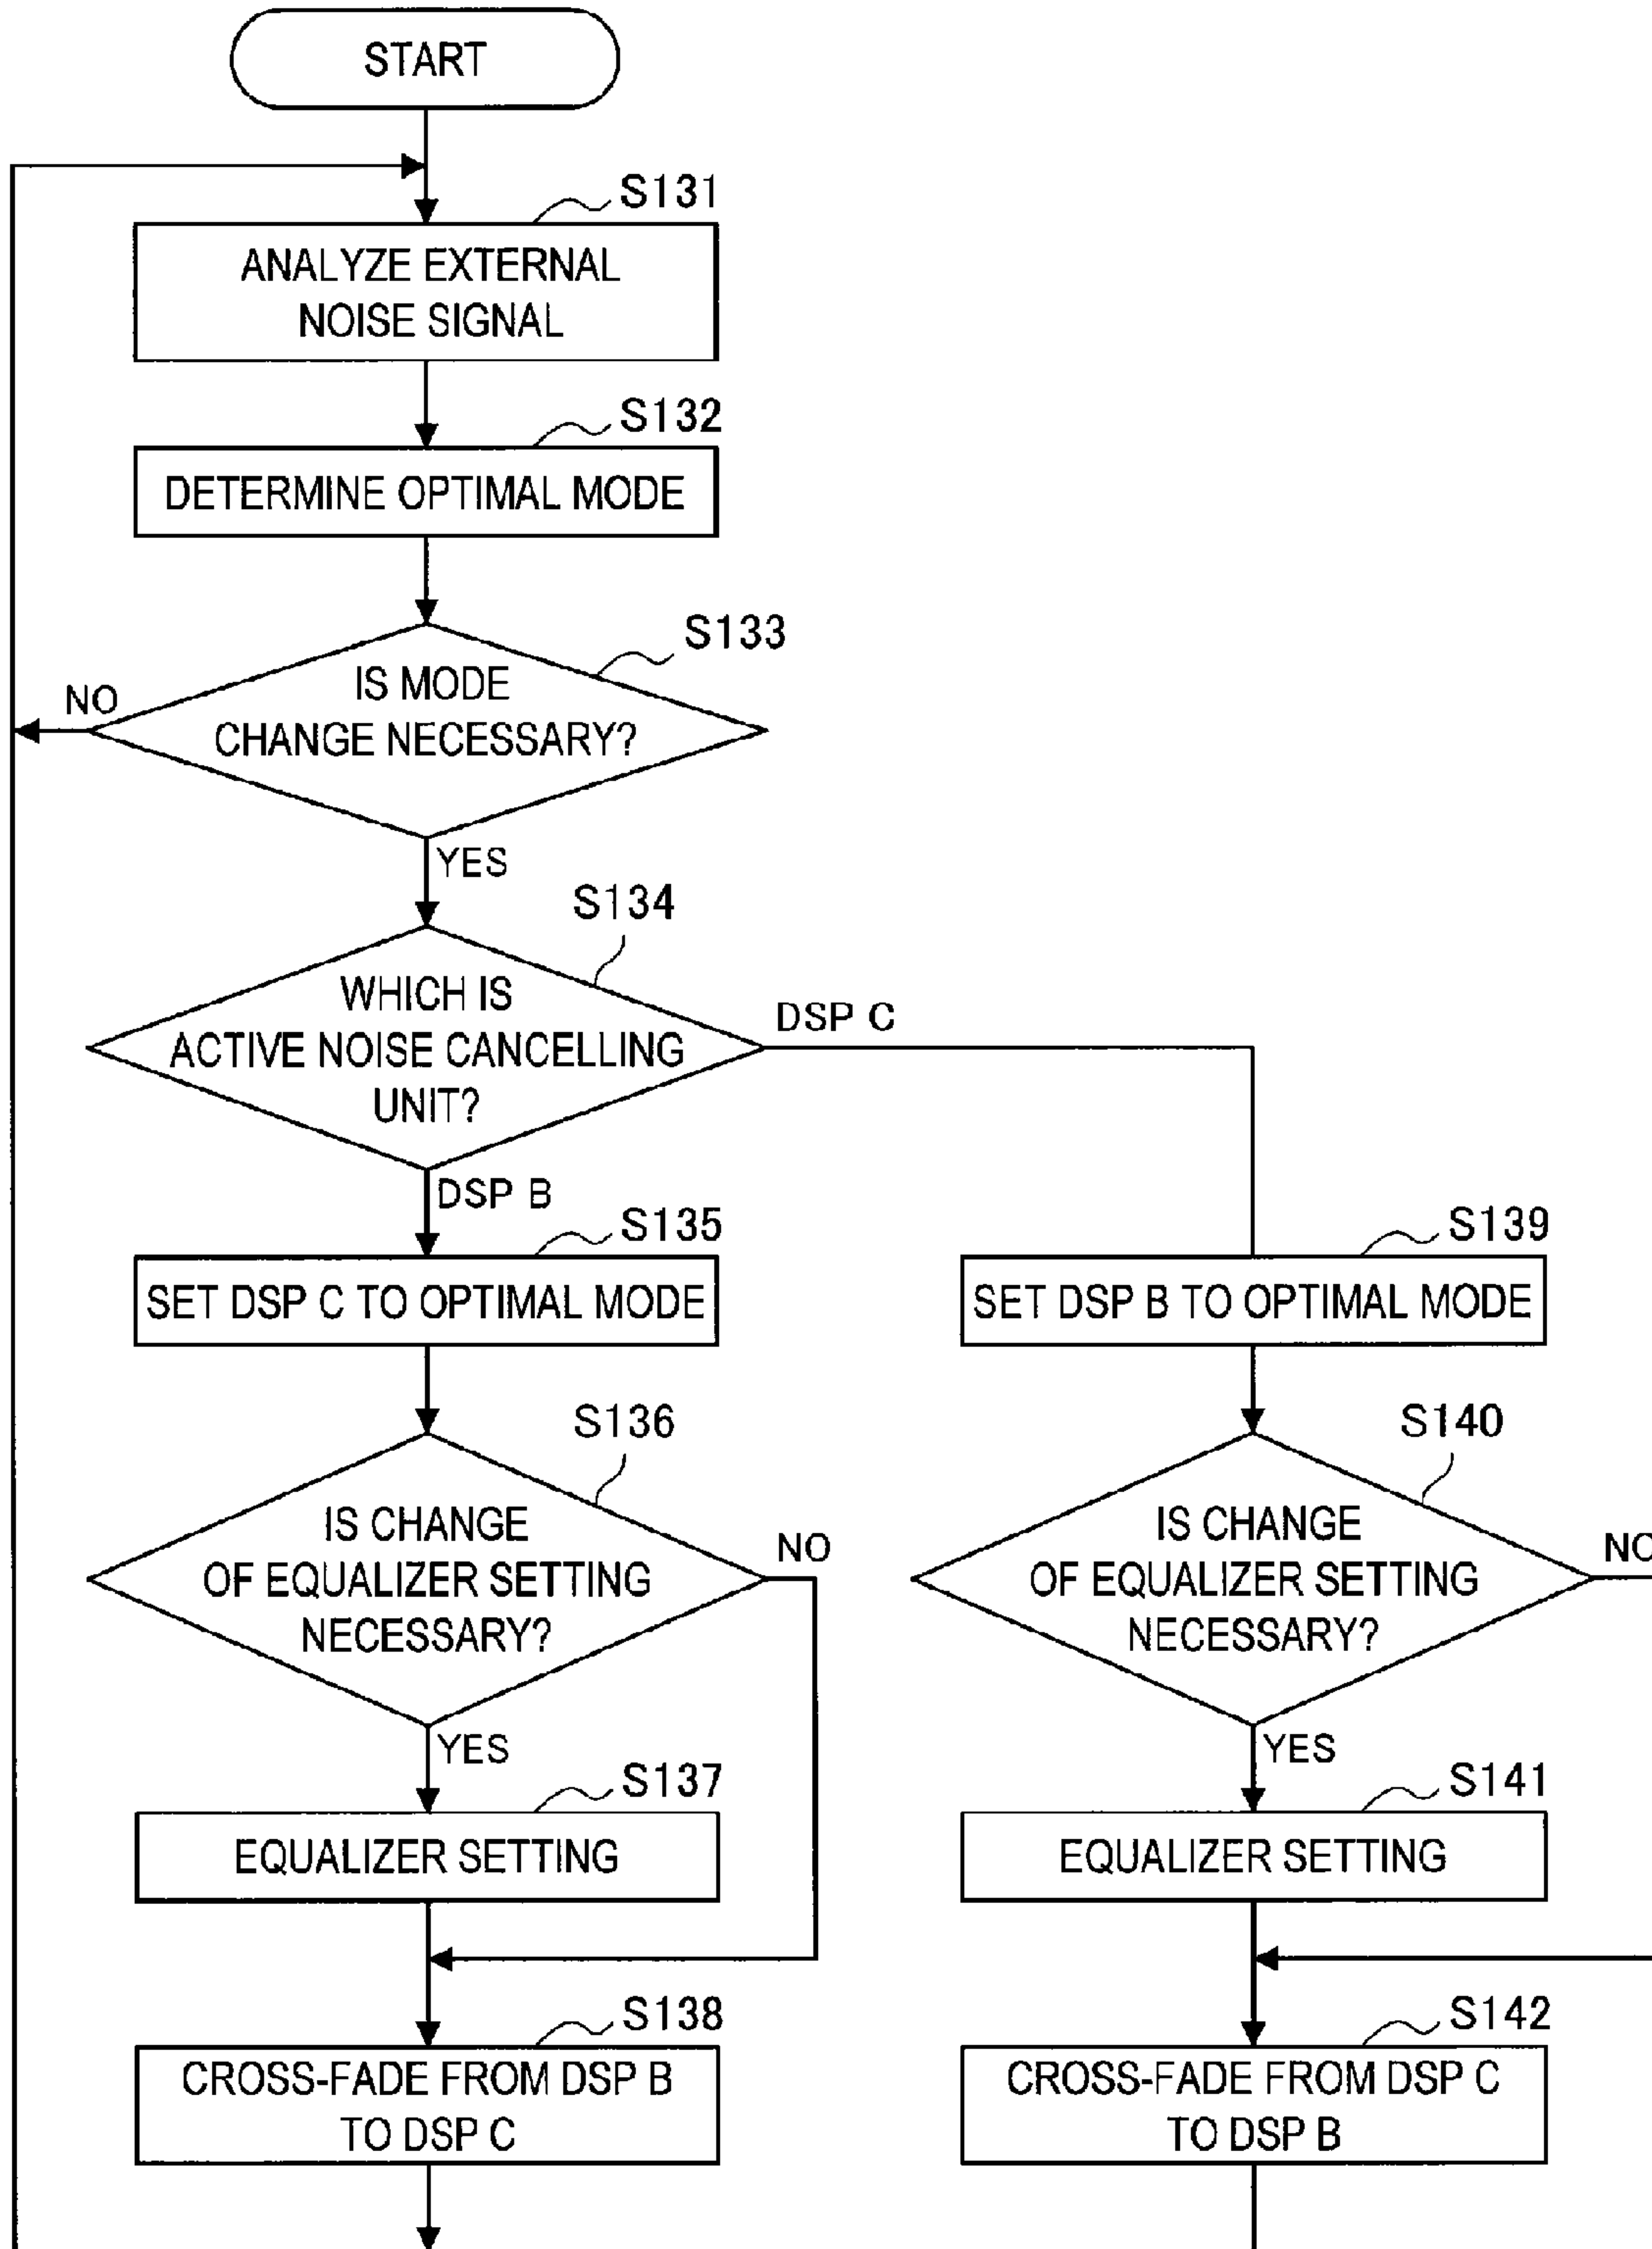 START
S131
ANALYZE EXTERNAL
NOISE SIGNAL
S132
DETERMINE OPTIMAL MODE
S133
IS MODE
CHANGE NECESSARY?
NO
YES
S134
WHICH IS
ACTIVE NOISE CANCELLING
UNIT?
DSP C
DSP B
S135
SET DSP C TO OPTIMAL MODE
S136
IS CHANGE
OF EQUALIZER SETTING
NECESSARY?
NO
YES
S137
EQUALIZER SETTING
S138
CROSS-FADE FROM DSP B
TO DSP C
S139
SET DSP B TO OPTIMAL MODE
S140
IS CHANGE
OF EQUALIZER SETTING
NECESSARY?
NO
YES
S141
EQUALIZER SETTING
S142
CROSS-FADE FROM DSP C
TO DSP B